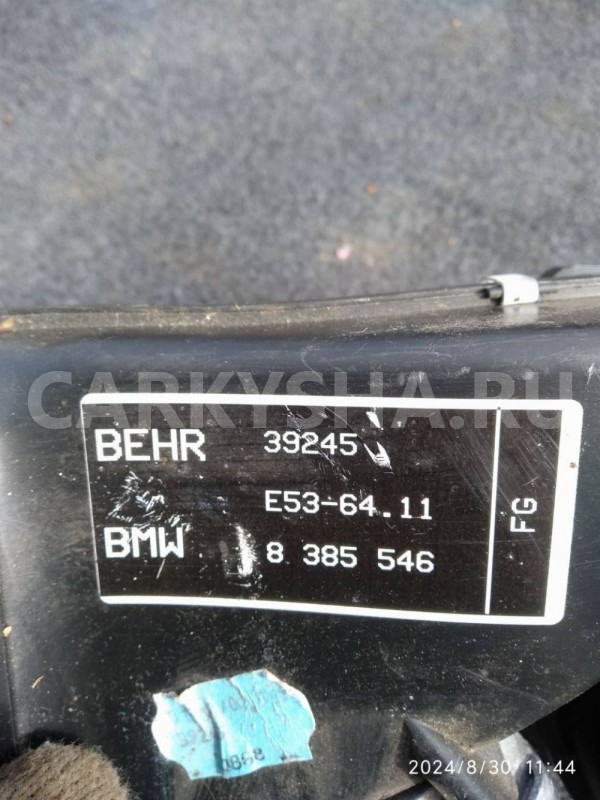 CARKYSHA.RU
BEHR 39245
E53-64.11
BMW 8 385 546
FG
2024/8/30 11:44